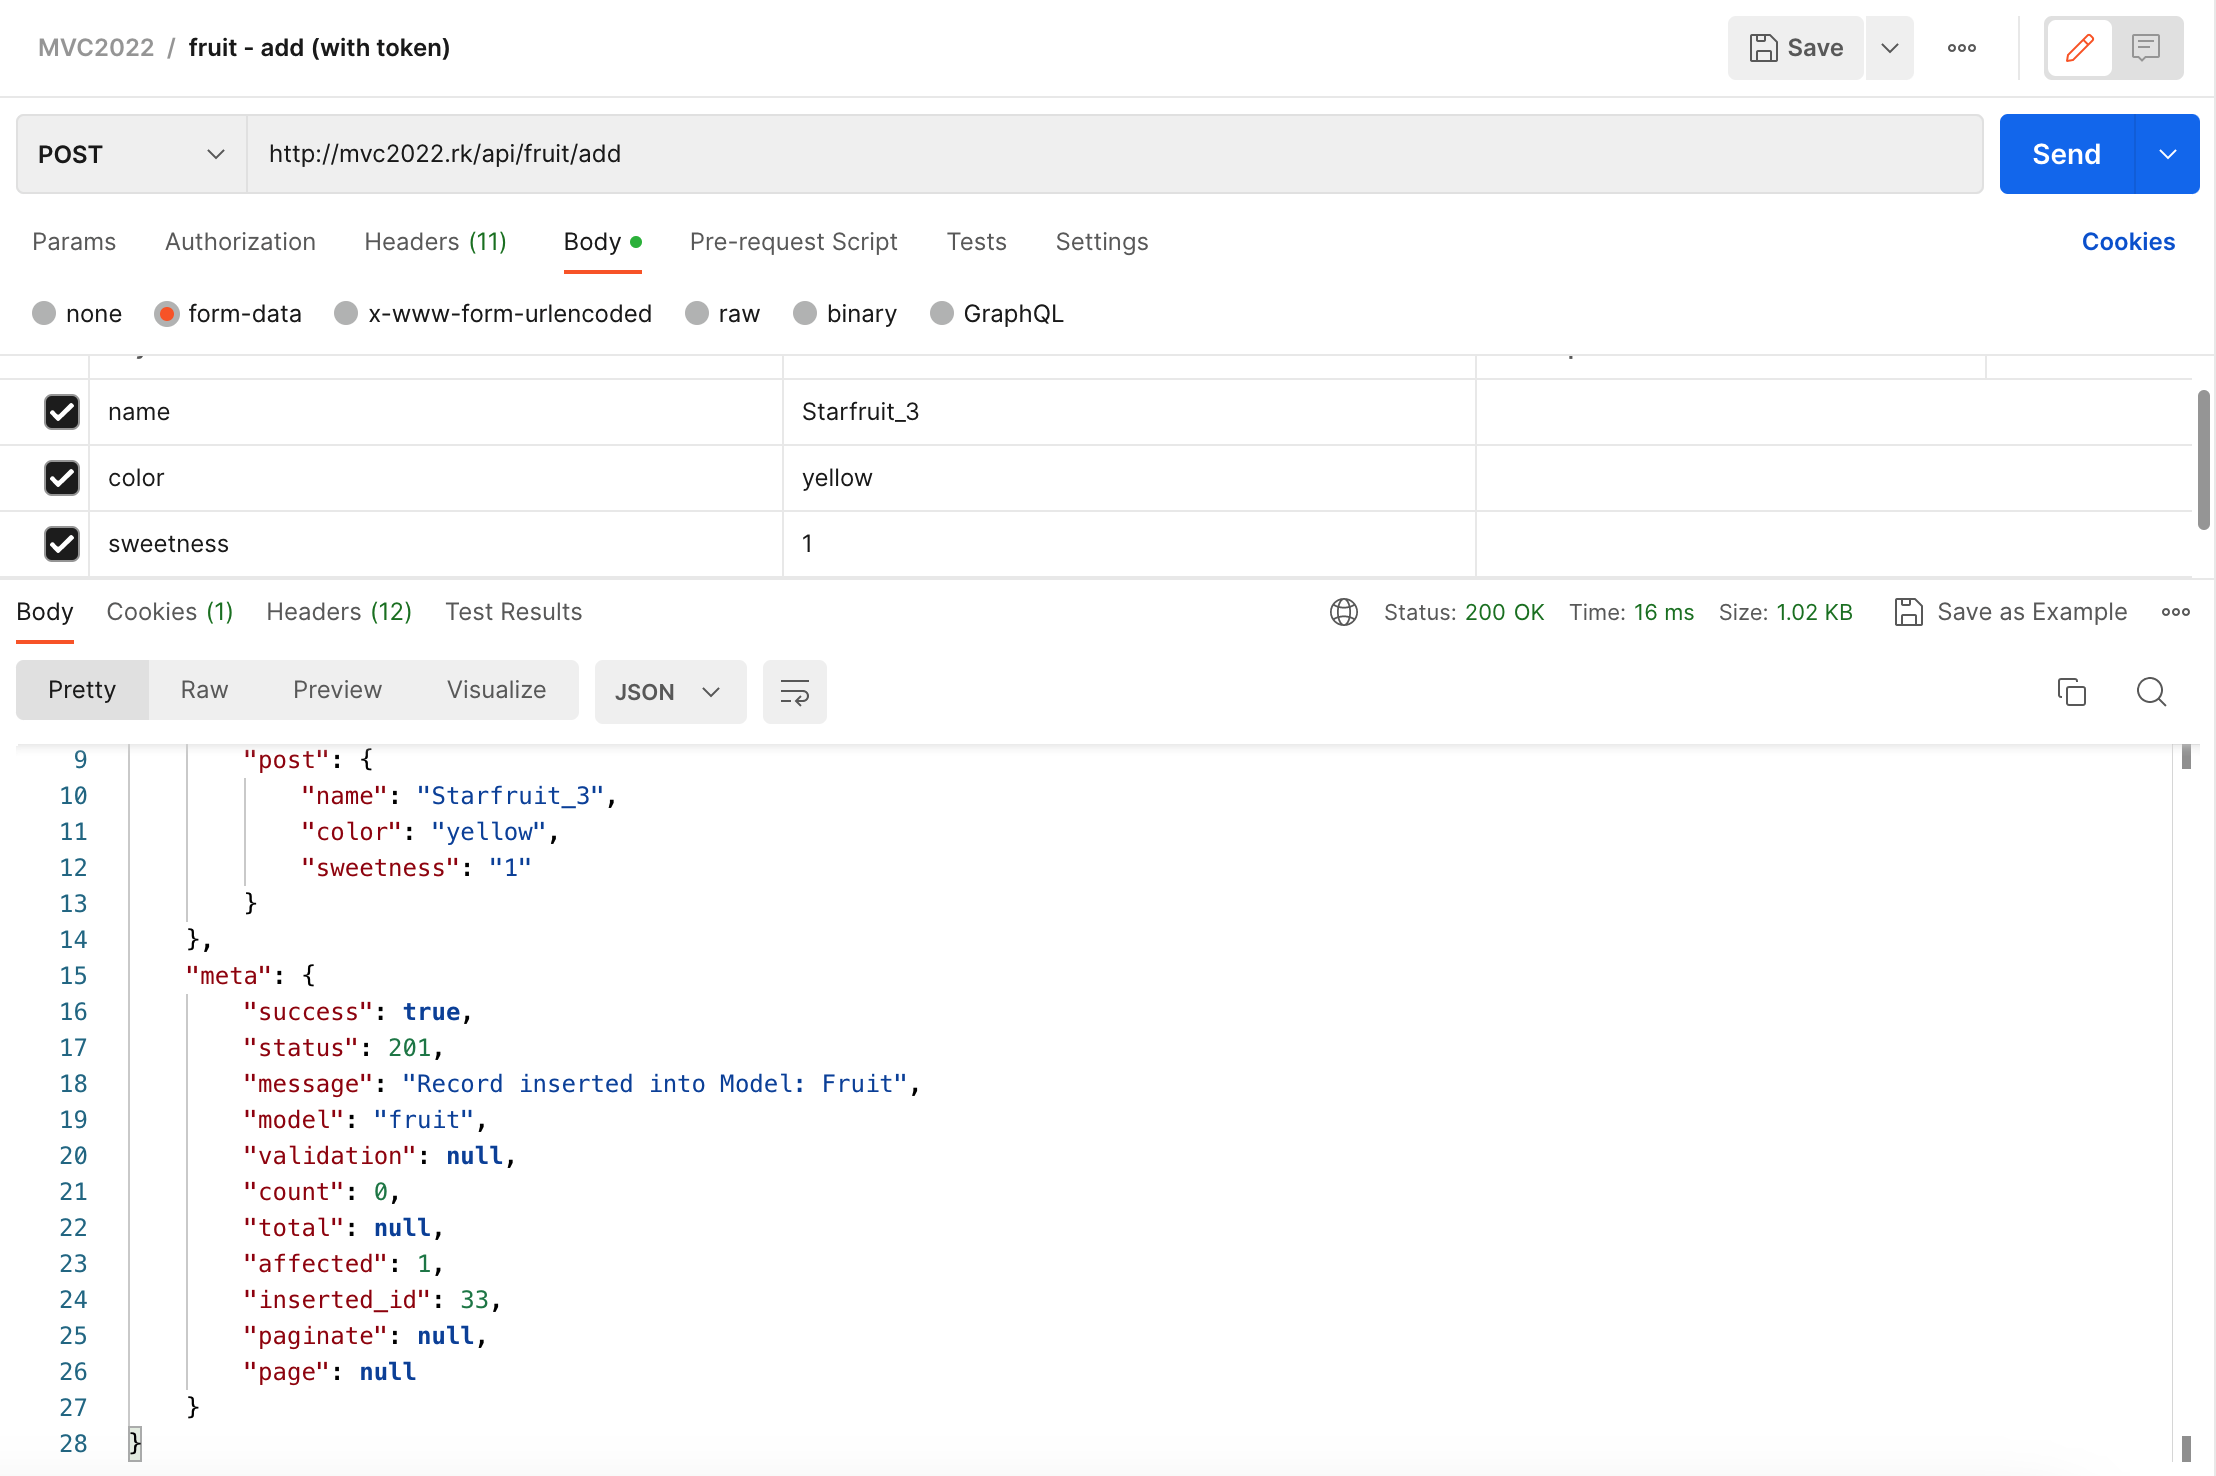 MVC2022 / fruit - add (with token)
Save
POST http://mvc2022.rk/api/fruit/add Send
Params Authorization Headers (11) Body Pre-request Script Tests Settings Cookies
none form-data x-www-form-urlencoded raw binary GraphQL
name Starfruit_3
color yellow
sweetness 1
Body Cookies (1) Headers (12) Test Results Status: 200 OK Time: 16 ms Size: 1.02 KB Save as Example
Pretty Raw Preview Visualize JSON
9 "post": {
10 "name": "Starfruit_3",
11 "color": "yellow",
12 "sweetness": "1"
13 }
14 },
15 "meta": {
16 "success": true,
17 "status": 201,
18 "message": "Record inserted into Model: Fruit",
19 "model": "fruit",
20 "validation": null,
21 "count": 0,
22 "total": null,
23 "affected": 1,
24 "inserted_id": 33,
25 "paginate": null,
26 "page": null
27 }
28 }